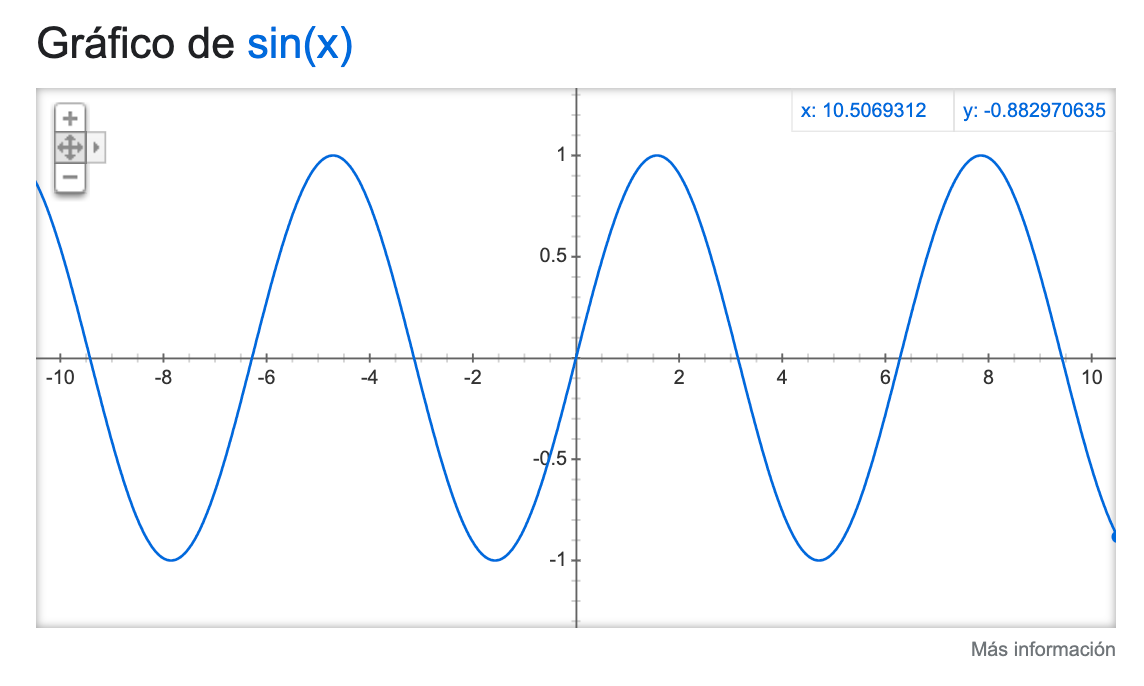 Gráfico de sin(x)
x: 10.5069312 y: -0.882970635
1
0.5
-10 -8 -6 -4 -2 2 4 6 8 10
-0.5
-1
Más información